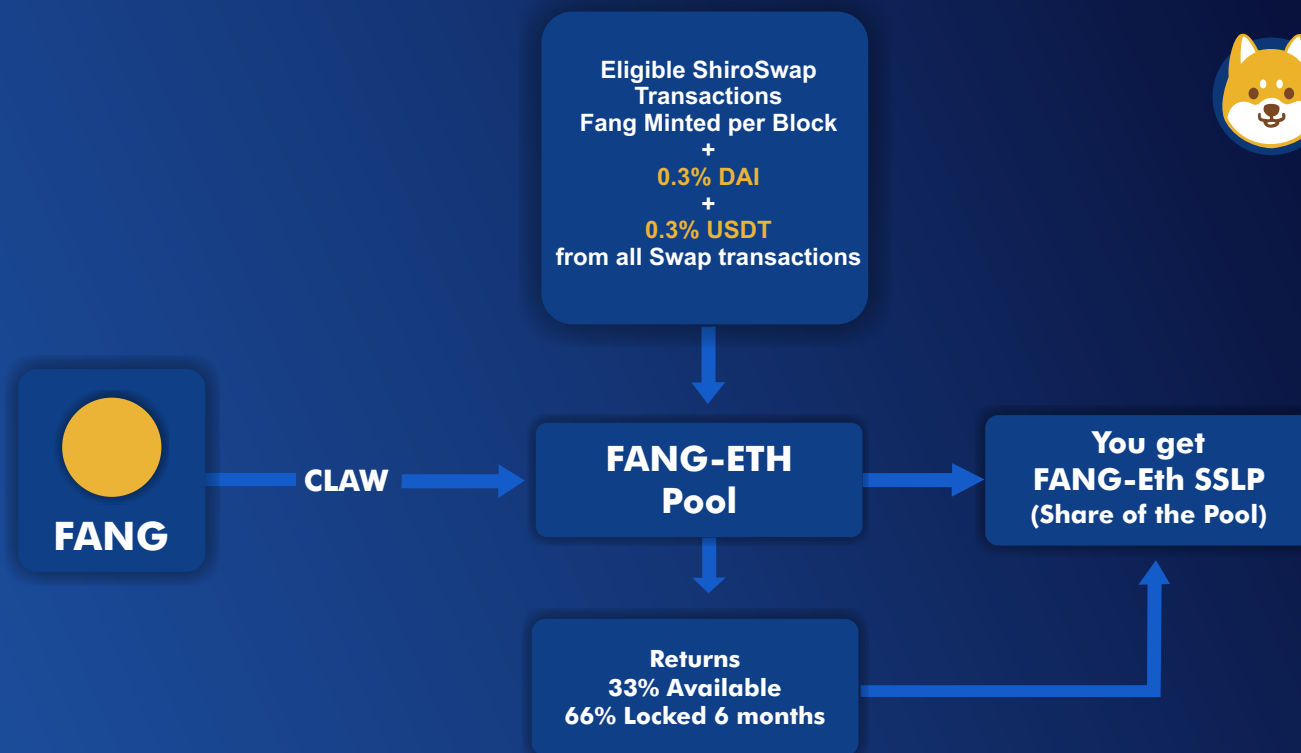 Eligible ShiroSwap
Transactions
Fang Minted per Block
+
0.3% DAI
+
0.3% USDT
from all Swap transactions
FANG
CLAW
FANG-ETH
Pool
You get
FANG-Eth SSLP
(Share of the Pool)
Returns
33% Available
66% Locked 6 months